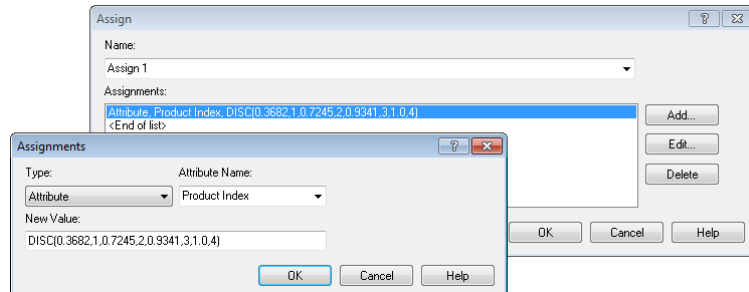 Assign
Name:
Assign 1
Assignments:
Attribute, Product Index, DISC(0.3682,1,0.7245,2,0.9341,3,1.0,4)
<End of list>
Add...
Edit...
Delete
OK Cancel Help
Assignments
Type: Attribute Name:
Attribute Product Index
New Value:
DISC(0.3682,1,0.7245,2,0.9341,3,1.0,4)
OK Cancel Help